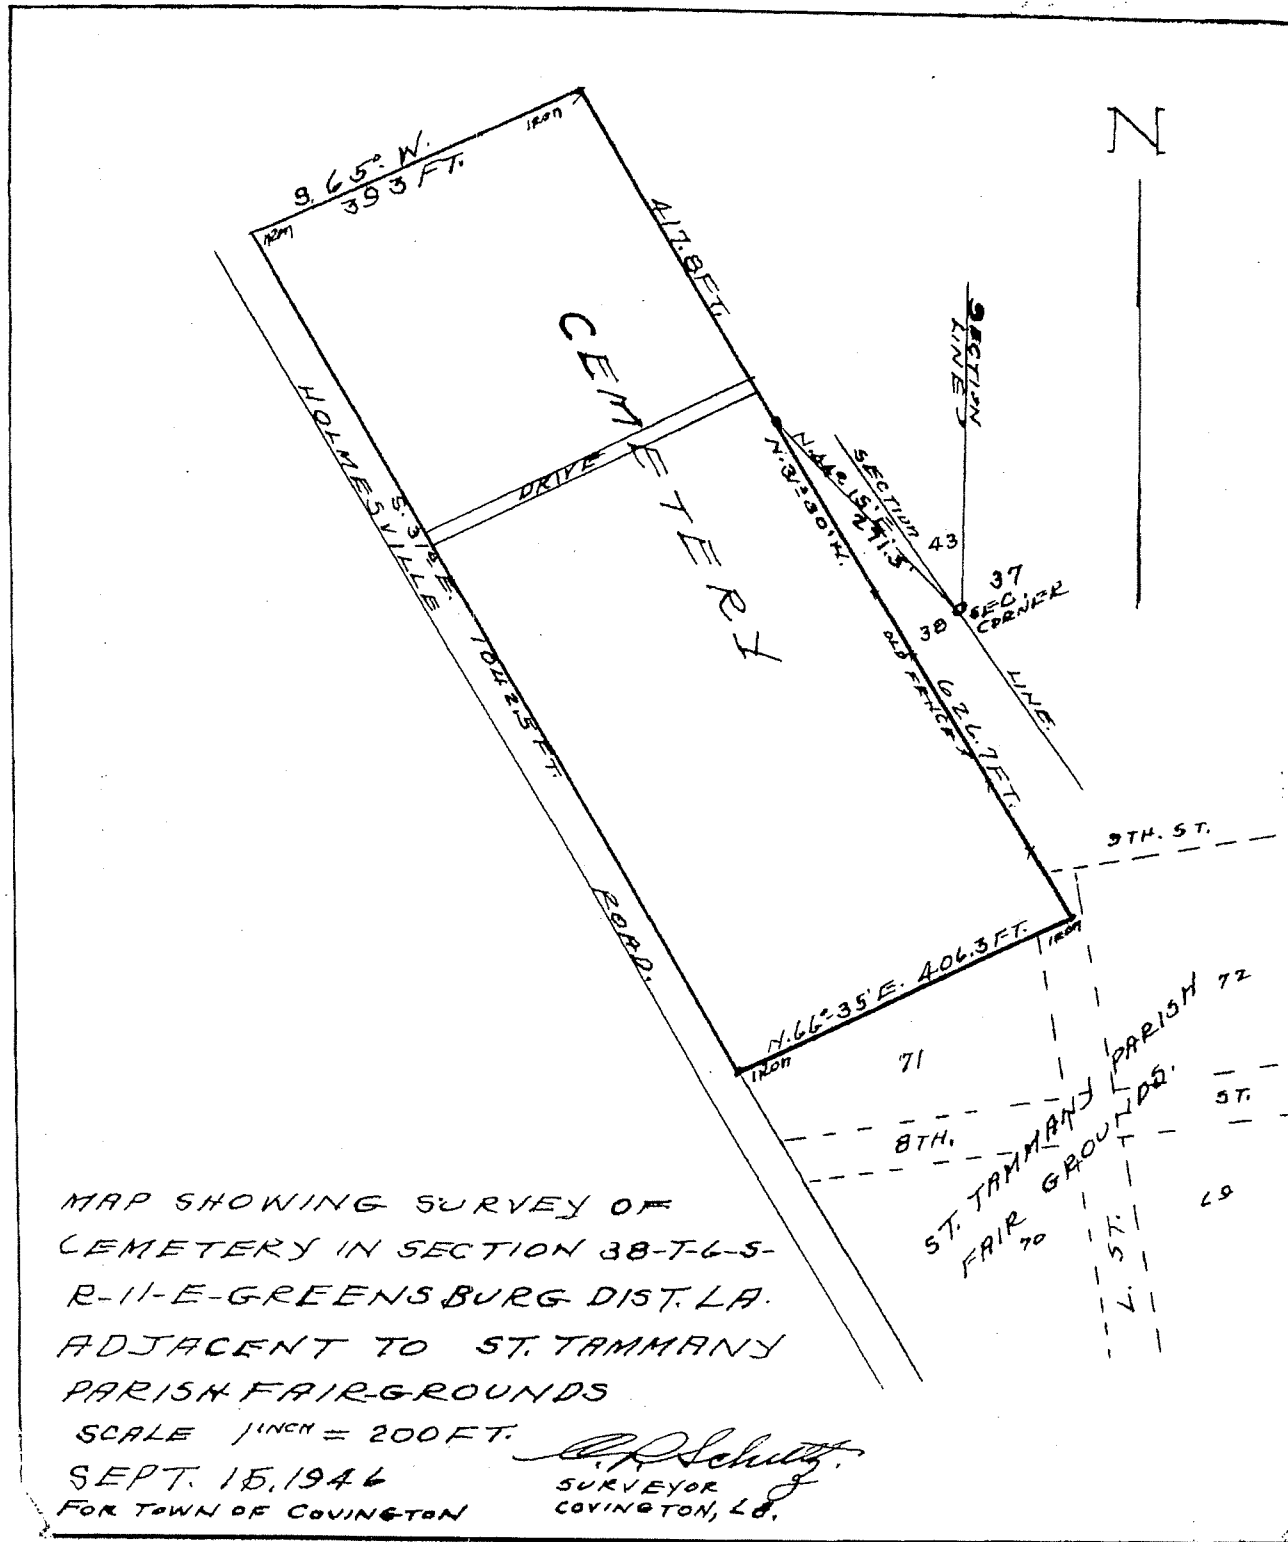 N
S. 65° W.
393 FT.
IRON
IRON
417.8 FT.
CEMETERY
SECTION
LINE
HOLMESVILLE
ROAD.
S. 31° E. 1042.5 FT.
DRIVE
N. 31°-30' W.
626.7 FT.
OLD FENCE
SECTION
LINE.
291.3'
43
37
38
SEC.
CORNER
9TH. ST.
IRON
N. 66°-35' E. 406.3 FT.
IRON
71
72
8TH.
ST.
ST. TAMMANY PARISH
FAIR GROUNDS.
70
69
L. ST.
MAP SHOWING SURVEY OF
CEMETERY IN SECTION 38-T-6-S-
R-11-E-GREENSBURG DIST. LA.
ADJACENT TO ST. TAMMANY
PARISH FAIR-GROUNDS
SCALE 1 INCH = 200 FT.
SEPT. 15, 1946
FOR TOWN OF COVINGTON
Schultz.
SURVEYOR
COVINGTON, LA.